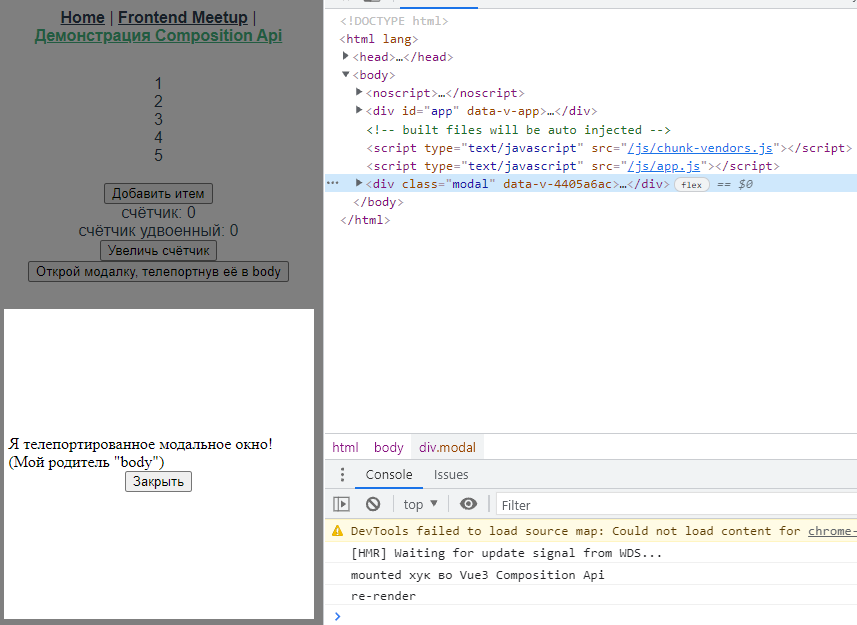 Home | Frontend Meetup |
Демонстрация Composition Api
1
2
3
4
5
Добавить итем
счётчик: 0
счётчик удвоенный: 0
Увеличь счётчик
Открой модалку, телепортнув её в body
Я телепортированное модальное окно!
(Мой родитель "body")
Закрыть
<!DOCTYPE html>
<html lang>
<head>…</head>
<body>
<noscript>…</noscript>
<div id="app" data-v-app>…</div>
<!-- built files will be auto injected -->
<script type="text/javascript" src="/js/chunk-vendors.js"></script>
<script type="text/javascript" src="/js/app.js"></script>
<div class="modal" data-v-4405a6ac>…</div> flex == $0
</body>
</html>
html body div.modal
Console Issues
top Filter
DevTools failed to load source map: Could not load content for chrome-
[HMR] Waiting for update signal from WDS...
mounted хук во Vue3 Composition Api
re-render